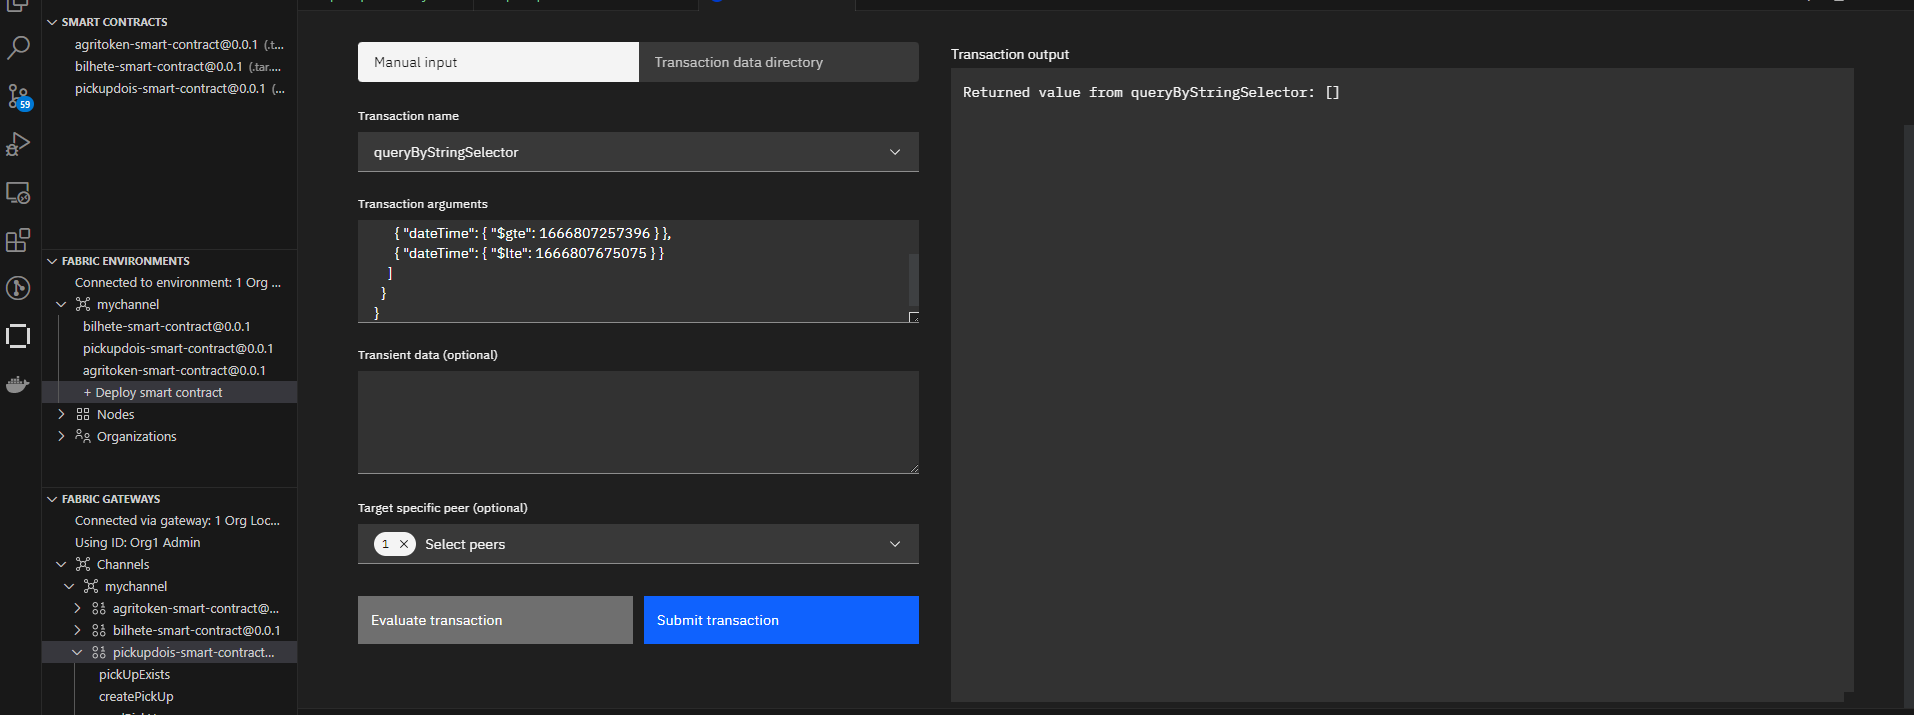 SMART CONTRACTS
agritoken-smart-contract@0.0.1 (.t...
bilhete-smart-contract@0.0.1 (.tar....
pickupdois-smart-contract@0.0.1 (...
59
FABRIC ENVIRONMENTS
Connected to environment: 1 Org ...
mychannel
bilhete-smart-contract@0.0.1
pickupdois-smart-contract@0.0.1
agritoken-smart-contract@0.0.1
+ Deploy smart contract
Nodes
Organizations
FABRIC GATEWAYS
Connected via gateway: 1 Org Loc...
Using ID: Org1 Admin
Channels
mychannel
agritoken-smart-contract@...
bilhete-smart-contract@0.0.1
pickupdois-smart-contract...
pickUpExists
createPickUp
Manual input
Transaction data directory
Transaction name
queryByStringSelector
Transaction arguments
{ "dateTime": { "$gte": 1666807257396 } },
{ "dateTime": { "$lte": 1666807675075 } }
]
}
}
Transient data (optional)
Target specific peer (optional)
1 × Select peers
Evaluate transaction
Submit transaction
Transaction output
Returned value from queryByStringSelector: []